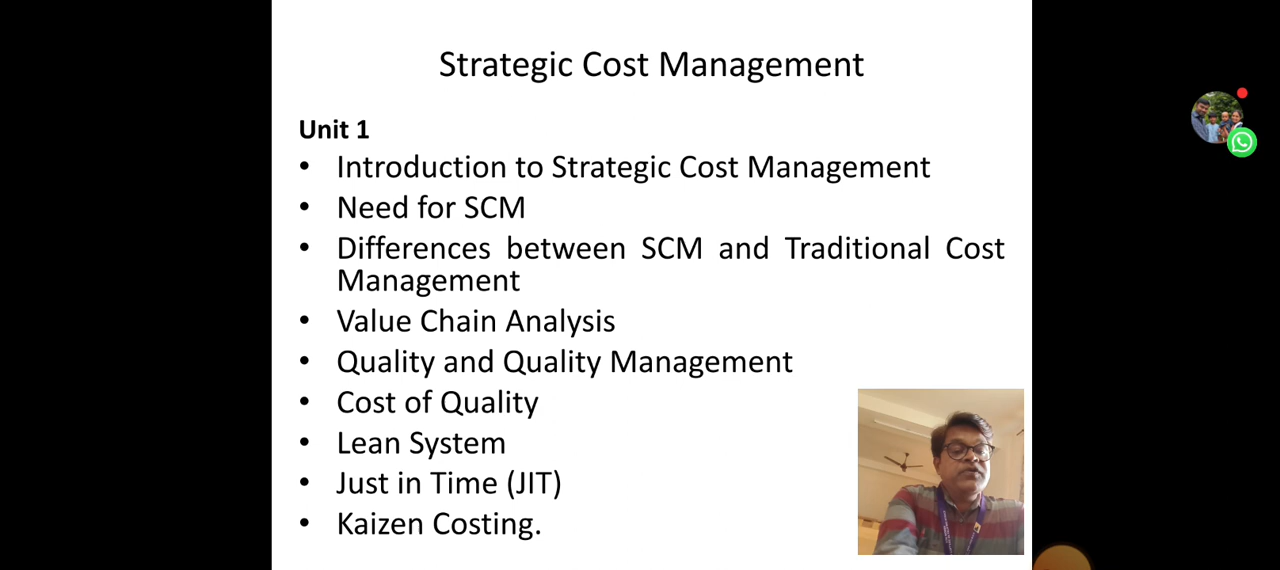 Strategic Cost Management
Unit 1
• Introduction to Strategic Cost Management
• Need for SCM
• Differences between SCM and Traditional Cost
Management
• Value Chain Analysis
• Quality and Quality Management
• Cost of Quality
• Lean System
• Just in Time (JIT)
• Kaizen Costing.